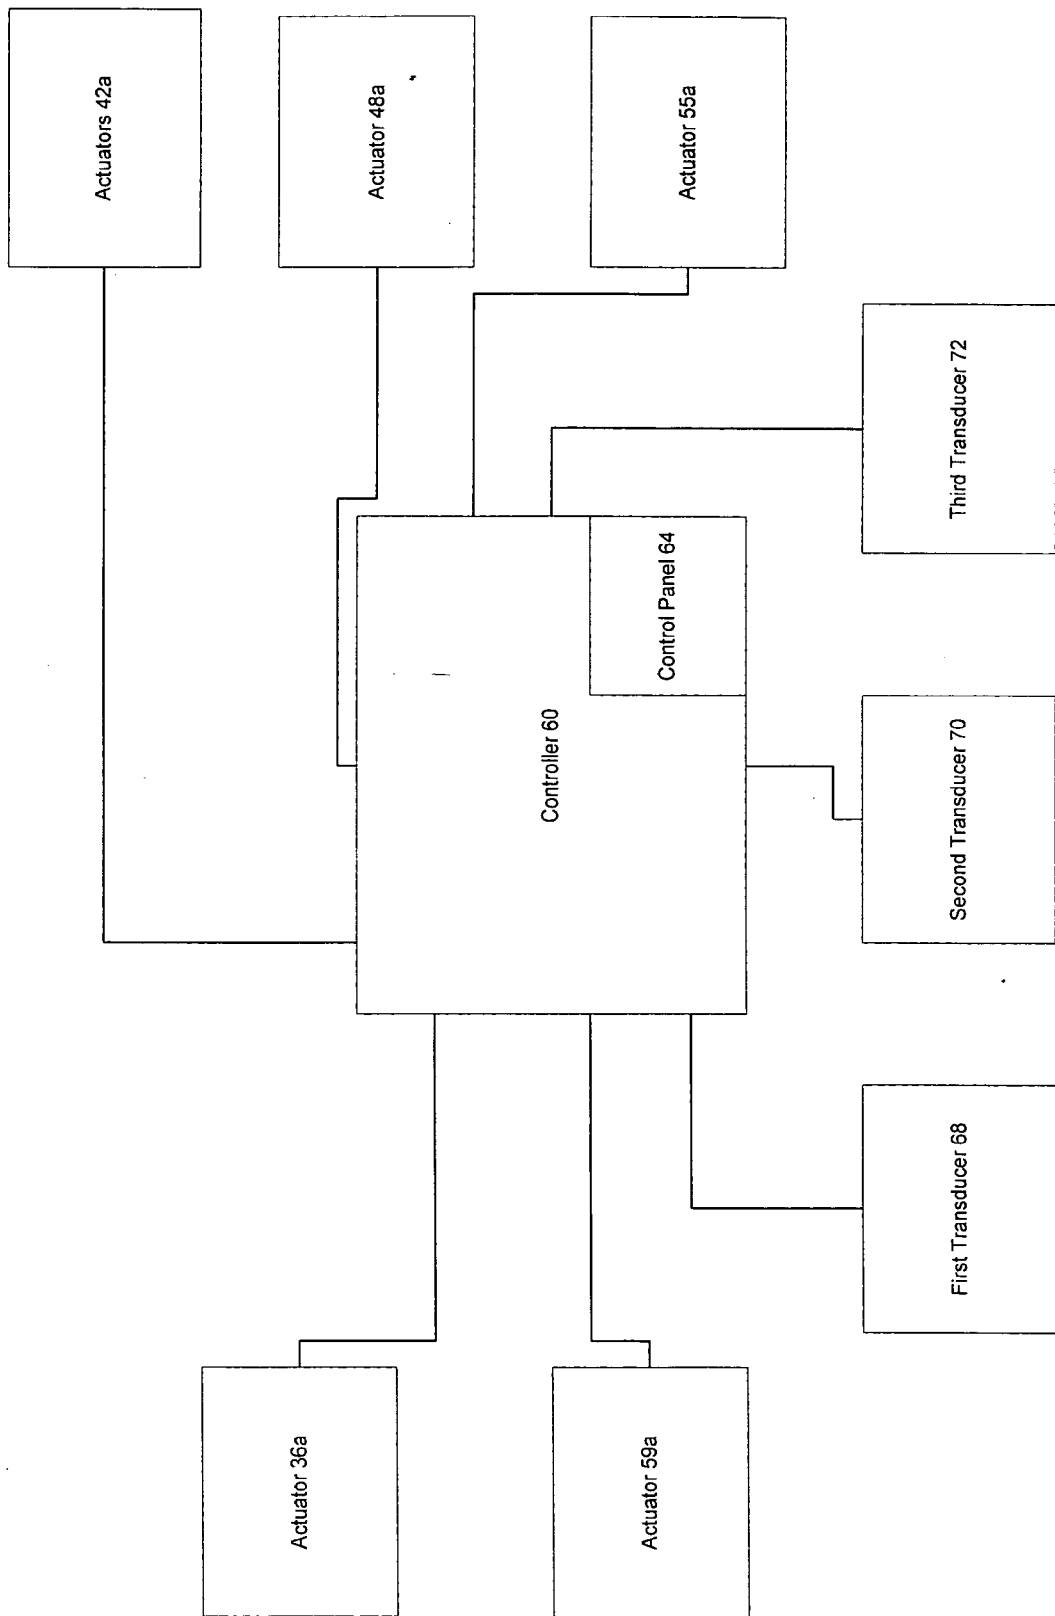 Actuators 42a
Actuator 48a
Actuator 55a
Actuator 36a
Controller 60
Control Panel 64
Actuator 59a
First Transducer 68
Second Transducer 70
Third Transducer 72